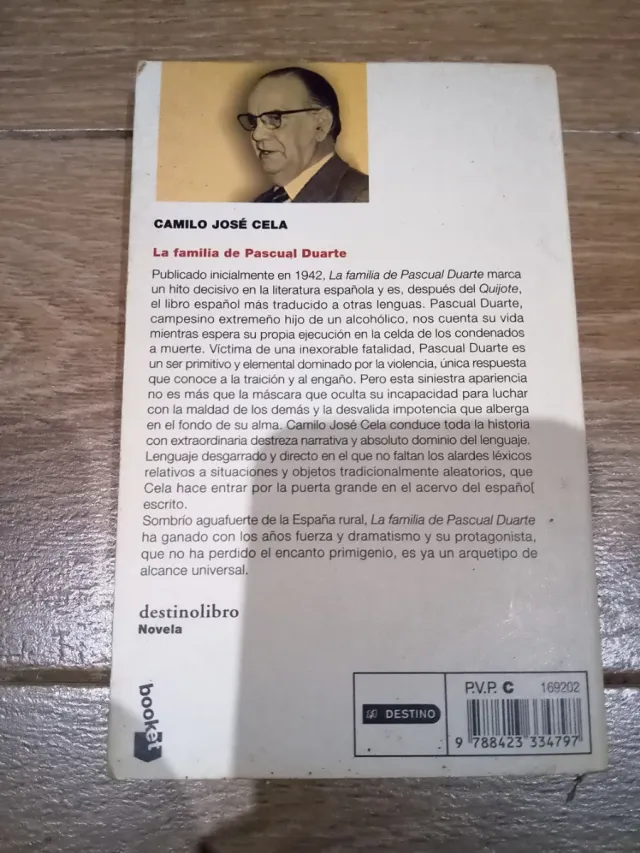 CAMILO JOSÉ CELA
La familia de Pascual Duarte
Publicado inicialmente en 1942, La familia de Pascual Duarte marca
un hito decisivo en la literatura española y es, después del Quijote,
el libro español más traducido a otras lenguas. Pascual Duarte,
campesino extremeño hijo de un alcohólico, nos cuenta su vida
mientras espera su propia ejecución en la celda de los condenados
a muerte. Víctima de una inexorable fatalidad, Pascual Duarte es
un ser primitivo y elemental dominado por la violencia, única respuesta
que conoce a la traición y al engaño. Pero esta siniestra apariencia
no es más que la máscara que oculta su incapacidad para luchar
con la maldad de los demás y la desvalida impotencia que alberga
en el fondo de su alma. Camilo José Cela conduce toda la historia
con extraordinaria destreza narrativa y absoluto dominio del lenguaje.
Lenguaje desgarrado y directo en el que no faltan los alardes léxicos
relativos a situaciones y objetos tradicionalmente aleatorios, que
Cela hace entrar por la puerta grande en el acervo del español
escrito.
Sombrío aguafuerte de la España rural, La familia de Pascual Duarte
ha ganado con los años fuerza y dramatismo y su protagonista,
que no ha perdido el encanto primigenio, es ya un arquetipo de
alcance universal.
destinolibro
Novela
booket
DESTINO
P.V.P. C 169202
9 788423 334797